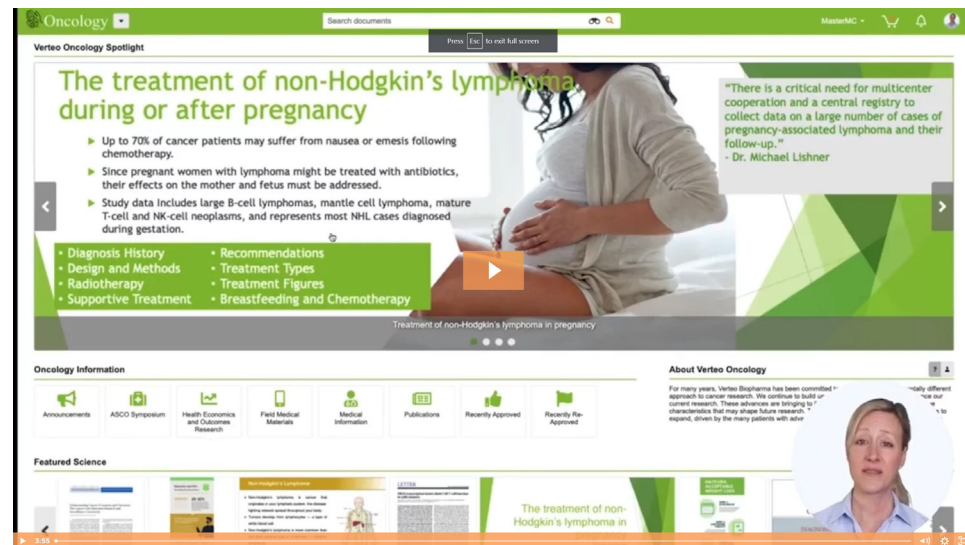 Oncology
Search documents
MasterMC
Press Esc to exit full screen
Verteo Oncology Spotlight
The treatment of non-Hodgkin's lymphoma
during or after pregnancy
Up to 70% of cancer patients may suffer from nausea or emesis following
chemotherapy.
Since pregnant women with lymphoma might be treated with antibiotics,
their effects on the mother and fetus must be addressed.
Study data includes large B-cell lymphomas, mantle cell lymphoma, mature
T-cell and NK-cell neoplasms, and represents most NHL cases diagnosed
during gestation.
• Diagnosis History
• Design and Methods
• Radiotherapy
• Supportive Treatment
• Recommendations
• Treatment Types
• Treatment Figures
• Breastfeeding and Chemotherapy
"There is a critical need for multicenter
cooperation and a central registry to
collect data on a large number of cases of
pregnancy-associated lymphoma and their
follow-up."
- Dr. Michael Lishner
Treatment of non-Hodgkin's lymphoma in pregnancy
Oncology Information
Announcements
ASCO Symposium
Health Economics
and Outcomes
Research
Field Medical
Materials
Medical
Information
Publications
Recently Approved
Recently Re-
Approved
About Verteo Oncology
?
For many years, Verteo Biopharma has been committed
approach to cancer research. We continue to build
current research. These advances are bringing to
characteristics that may shape future research.
expand, driven by the many patients with
Featured Science
Non-Hodgkin's Lymphoma
LETTER
The treatment of non-
Hodgkin's lymphoma in
3:55